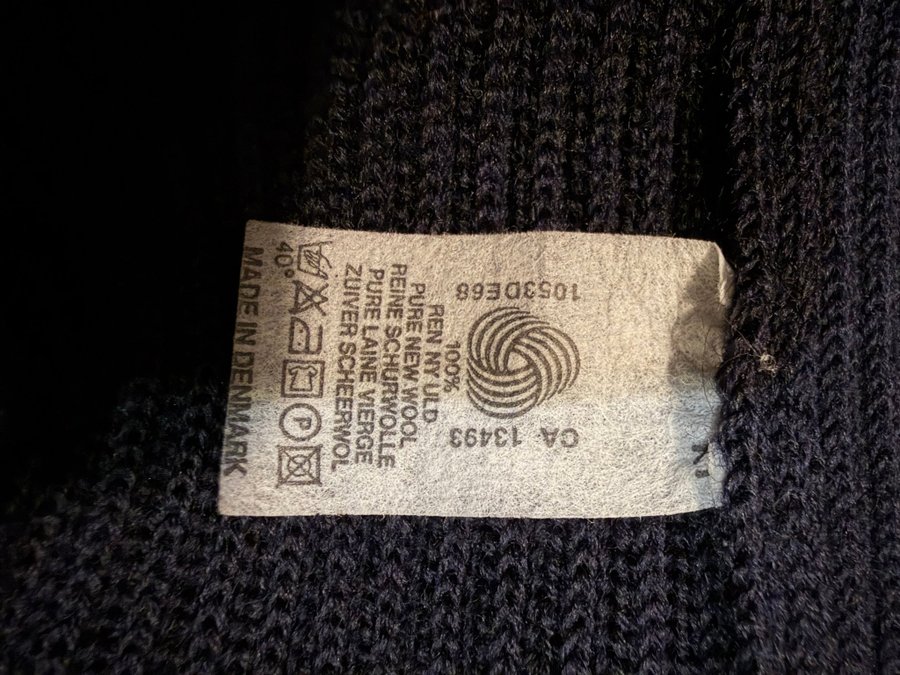 1053DE68
CA 13493
100%
REN NY ULD
PURE NEW WOOL
REINE SCHURWOLLE
PURE LAINE VIERGE
ZUIVER SCHEERWOL
P
40°
MADE IN DENMARK